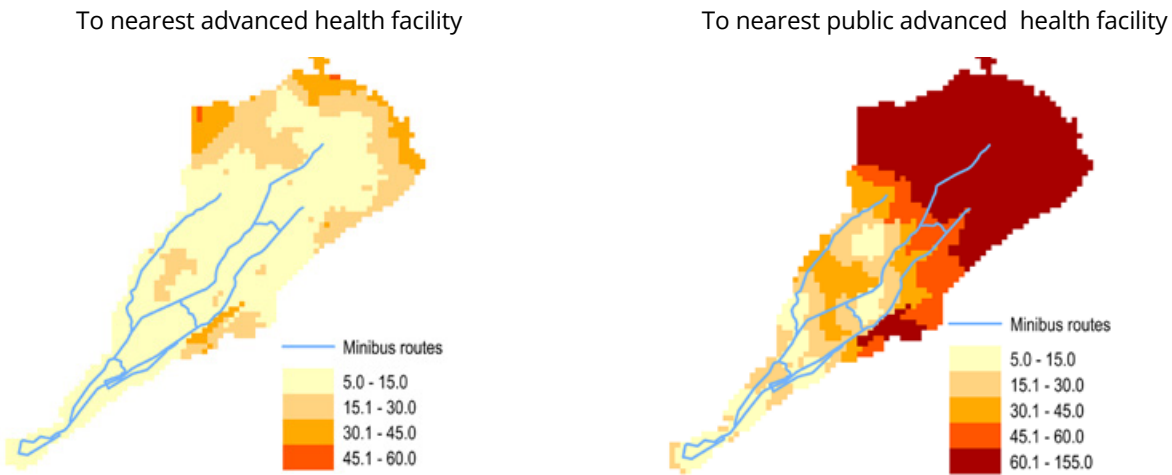 To nearest advanced health facility
To nearest public advanced health facility
Minibus routes
5.0 - 15.0
15.1 - 30.0
30.1 - 45.0
45.1 - 60.0
Minibus routes
5.0 - 15.0
15.1 - 30.0
30.1 - 45.0
45.1 - 60.0
60.1 - 155.0